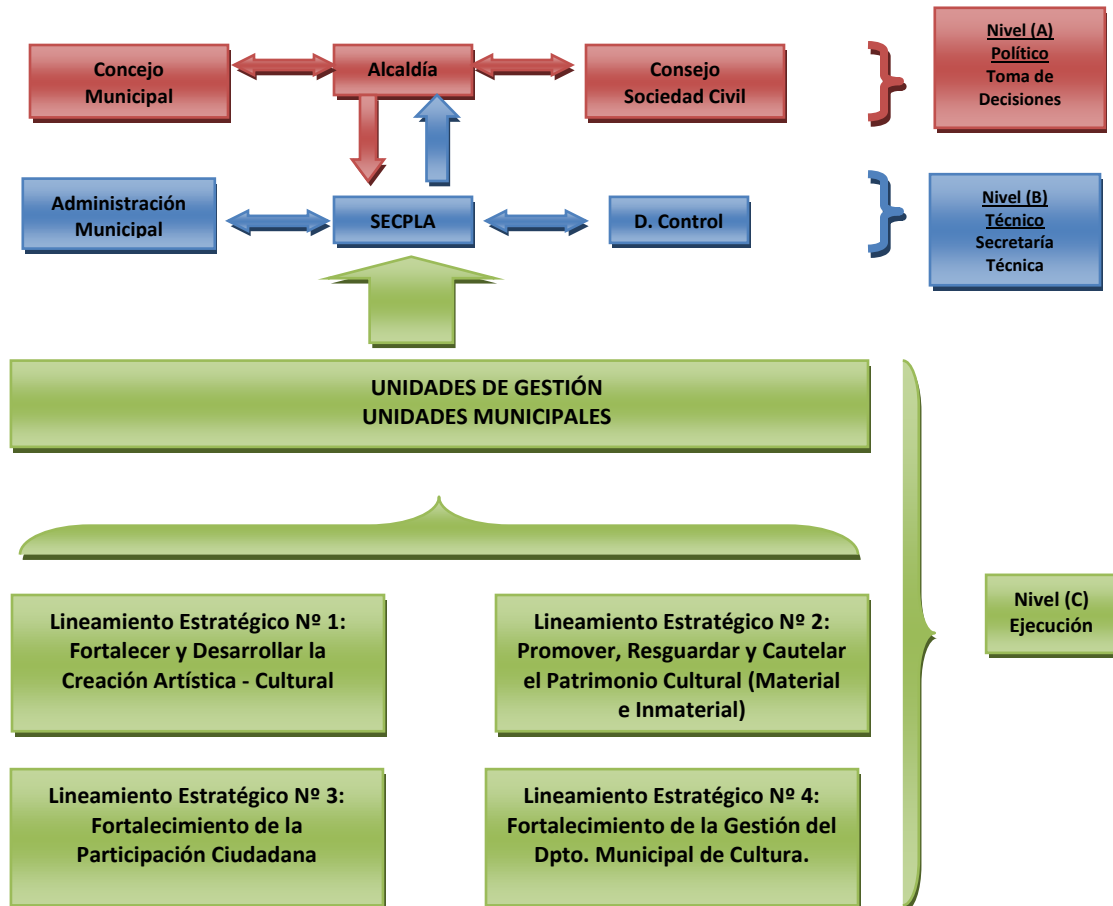 Concejo
Municipal
Alcaldía
Consejo
Sociedad Civil
Nivel (A)
Político
Toma de
Decisiones
Administración
Municipal
SECPLA
D. Control
Nivel (B)
Técnico
Secretaría
Técnica
UNIDADES DE GESTIÓN
UNIDADES MUNICIPALES
Lineamiento Estratégico Nº 1:
Fortalecer y Desarrollar la
Creación Artística - Cultural
Lineamiento Estratégico Nº 2:
Promover, Resguardar y Cautelar
el Patrimonio Cultural (Material
e Inmaterial)
Nivel (C)
Ejecución
Lineamiento Estratégico Nº 3:
Fortalecimiento de la
Participación Ciudadana
Lineamiento Estratégico Nº 4:
Fortalecimiento de la Gestión del
Dpto. Municipal de Cultura.